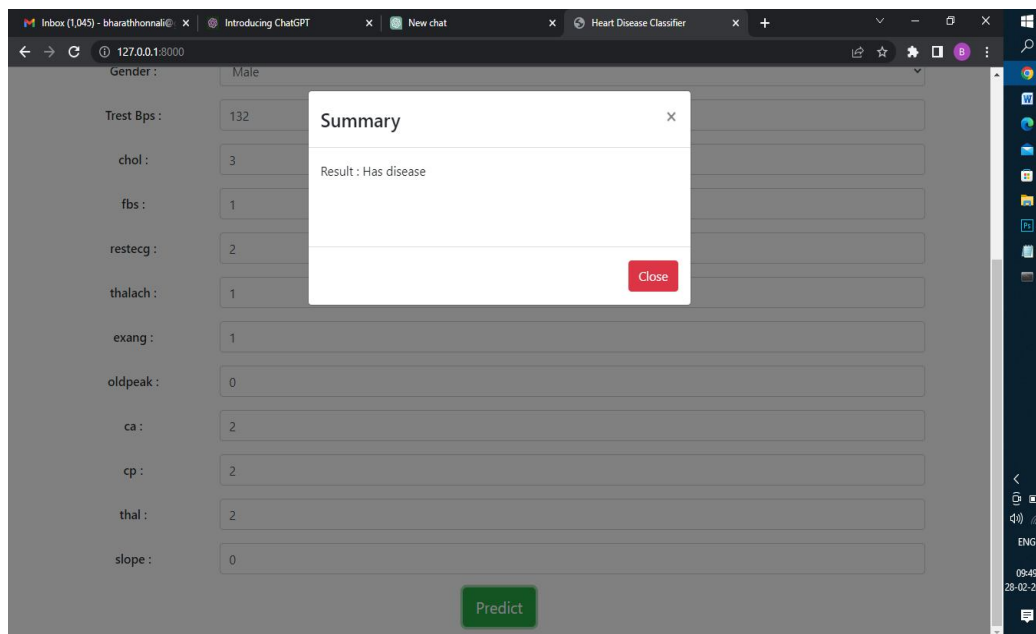 Inbox (1,045) - bharathhonnali@ Introducing ChatGPT New chat Heart Disease Classifier
127.0.0.1:8000
B
Gender : Male
Summary
Trest Bps : 132
chol : 3
Result : Has disease
fbs : 1
restecg : 2
Close
thalach : 1
exang : 1
oldpeak : 0
ca : 2
cp : 2
thal : 2
slope : 0
Predict
W
Ps
ENG
09:49
28-02-2